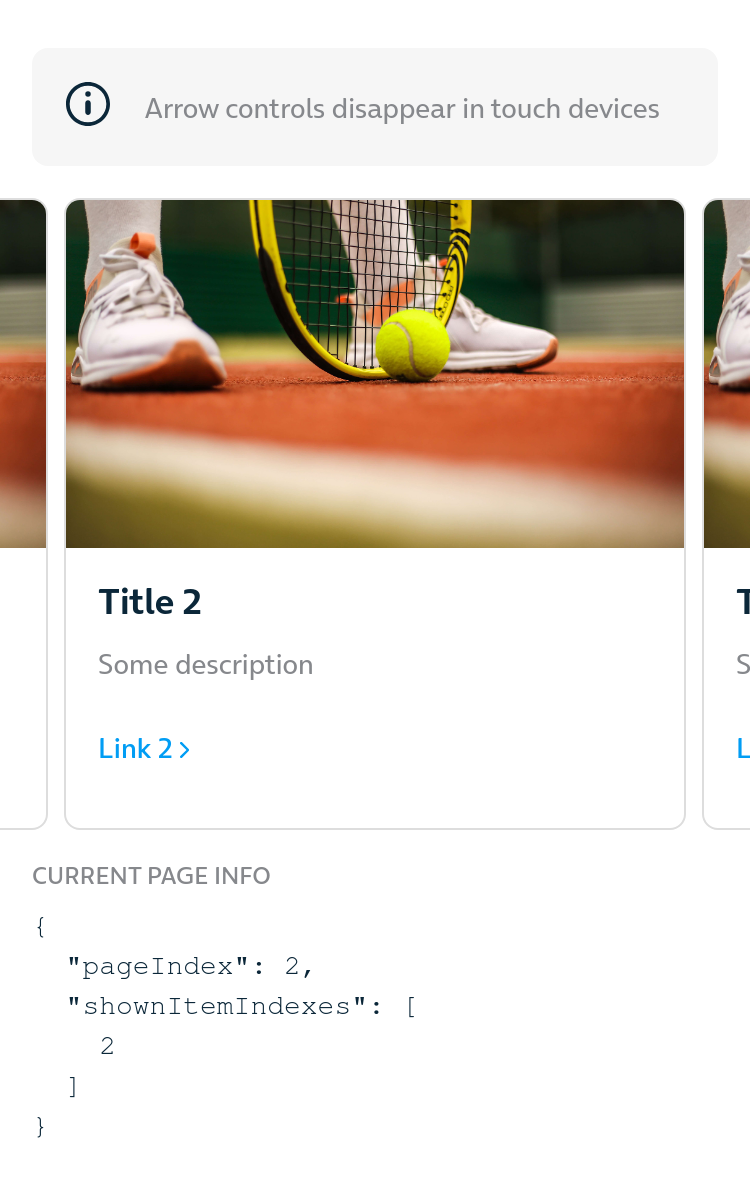 Arrow controls disappear in touch devices
Title 2
Some description
Link 2
CURRENT PAGE INFO
{
"pageIndex": 2,
"shownItemIndexes": [
2
]
}